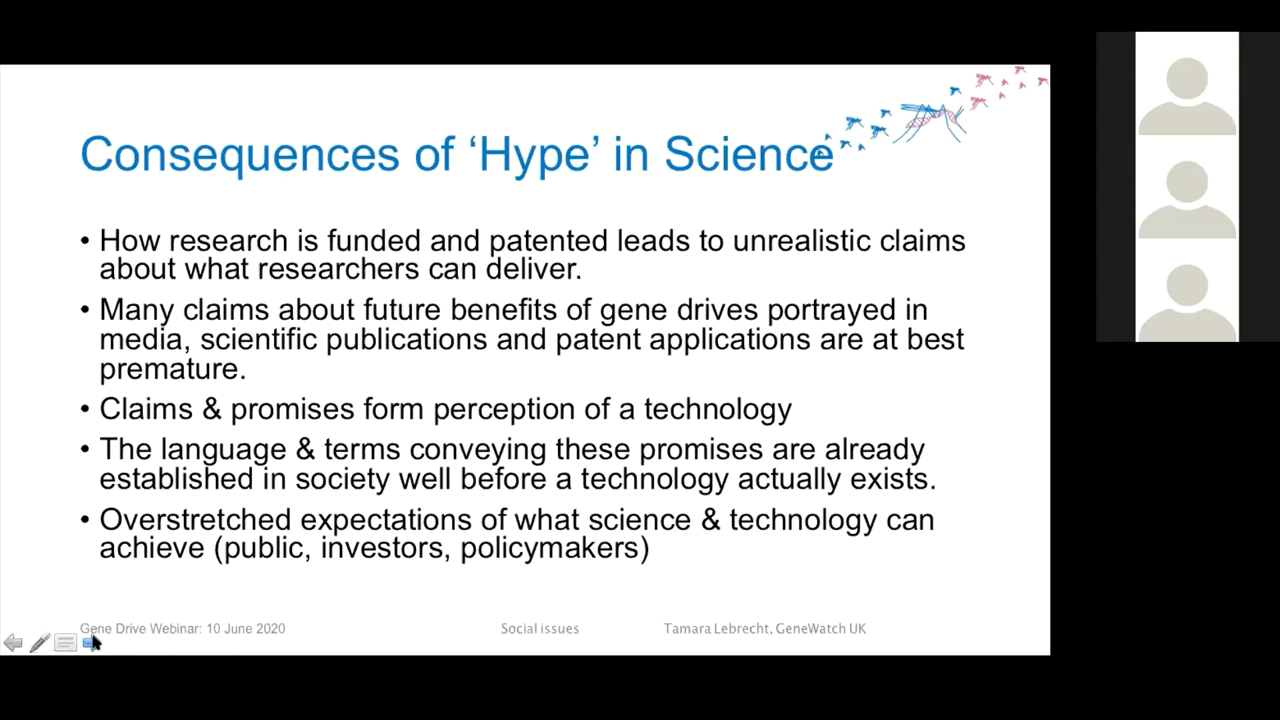 Consequences of ‘Hype’ in Science
• How research is funded and patented leads to unrealistic claims
about what researchers can deliver.
• Many claims about future benefits of gene drives portrayed in
media, scientific publications and patent applications are at best
premature.
• Claims & promises form perception of a technology
• The language & terms conveying these promises are already
established in society well before a technology actually exists.
• Overstretched expectations of what science & technology can
achieve (public, investors, policymakers)
Gene Drive Webinar: 10 June 2020 Social issues Tamara Lebrecht, GeneWatch UK